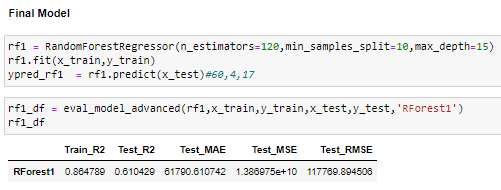 Final Model
rf1 = RandomForestRegressor(n_estimators=120,min_samples_split=10,max_depth=15)
rf1.fit(x_train,y_train)
ypred_rf1  = rf1.predict(x_test)#60,4,17
rf1_df = eval_model_advanced(rf1,x_train,y_train,x_test,y_test,'RForest1')
rf1_df
Train_R2 Test_R2 Test_MAE Test_MSE Test_RMSE
RForest1 0.864789 0.610429 61790.610742 1.386975e+10 117769.894506